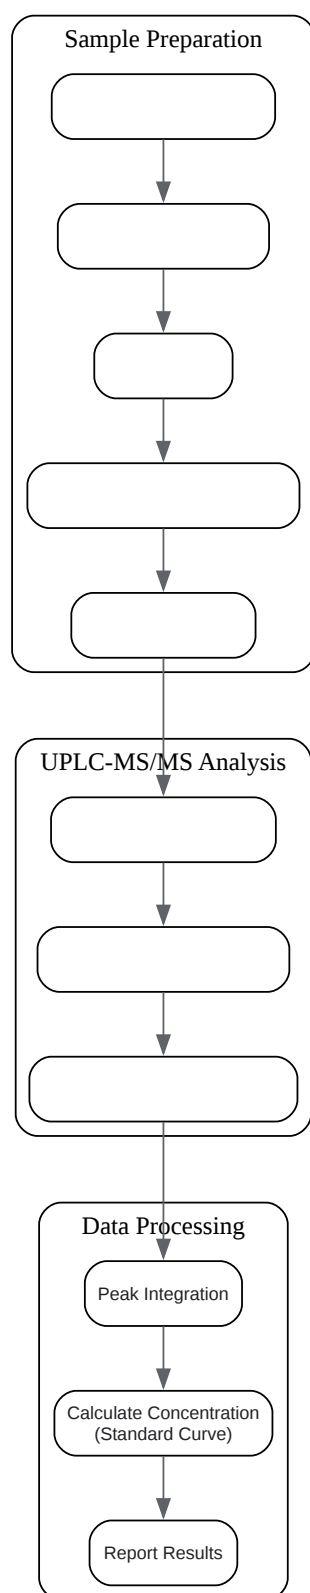 Sample Preparation
UPLC-MS/MS Analysis
Data Processing
Peak Integration
Calculate Concentration
(Standard Curve)
Report Results